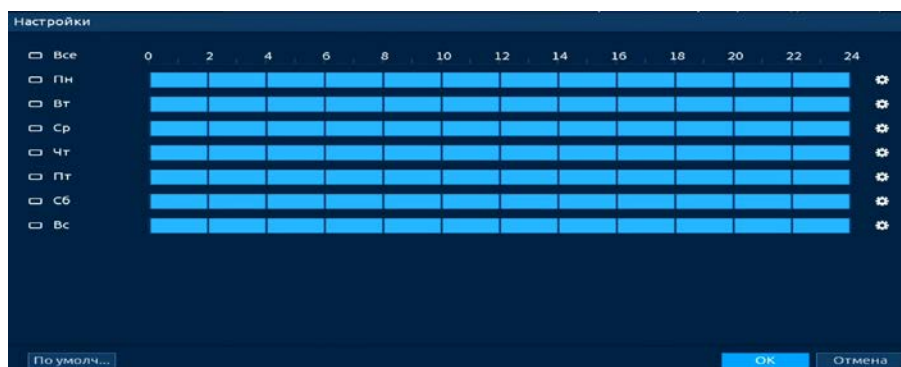 Настройки
Все 0 2 4 6 8 10 12 14 16 18 20 22 24
Пн
Вт
Ср
Чт
Пт
Сб
Вс
По умолч... OK Отмена